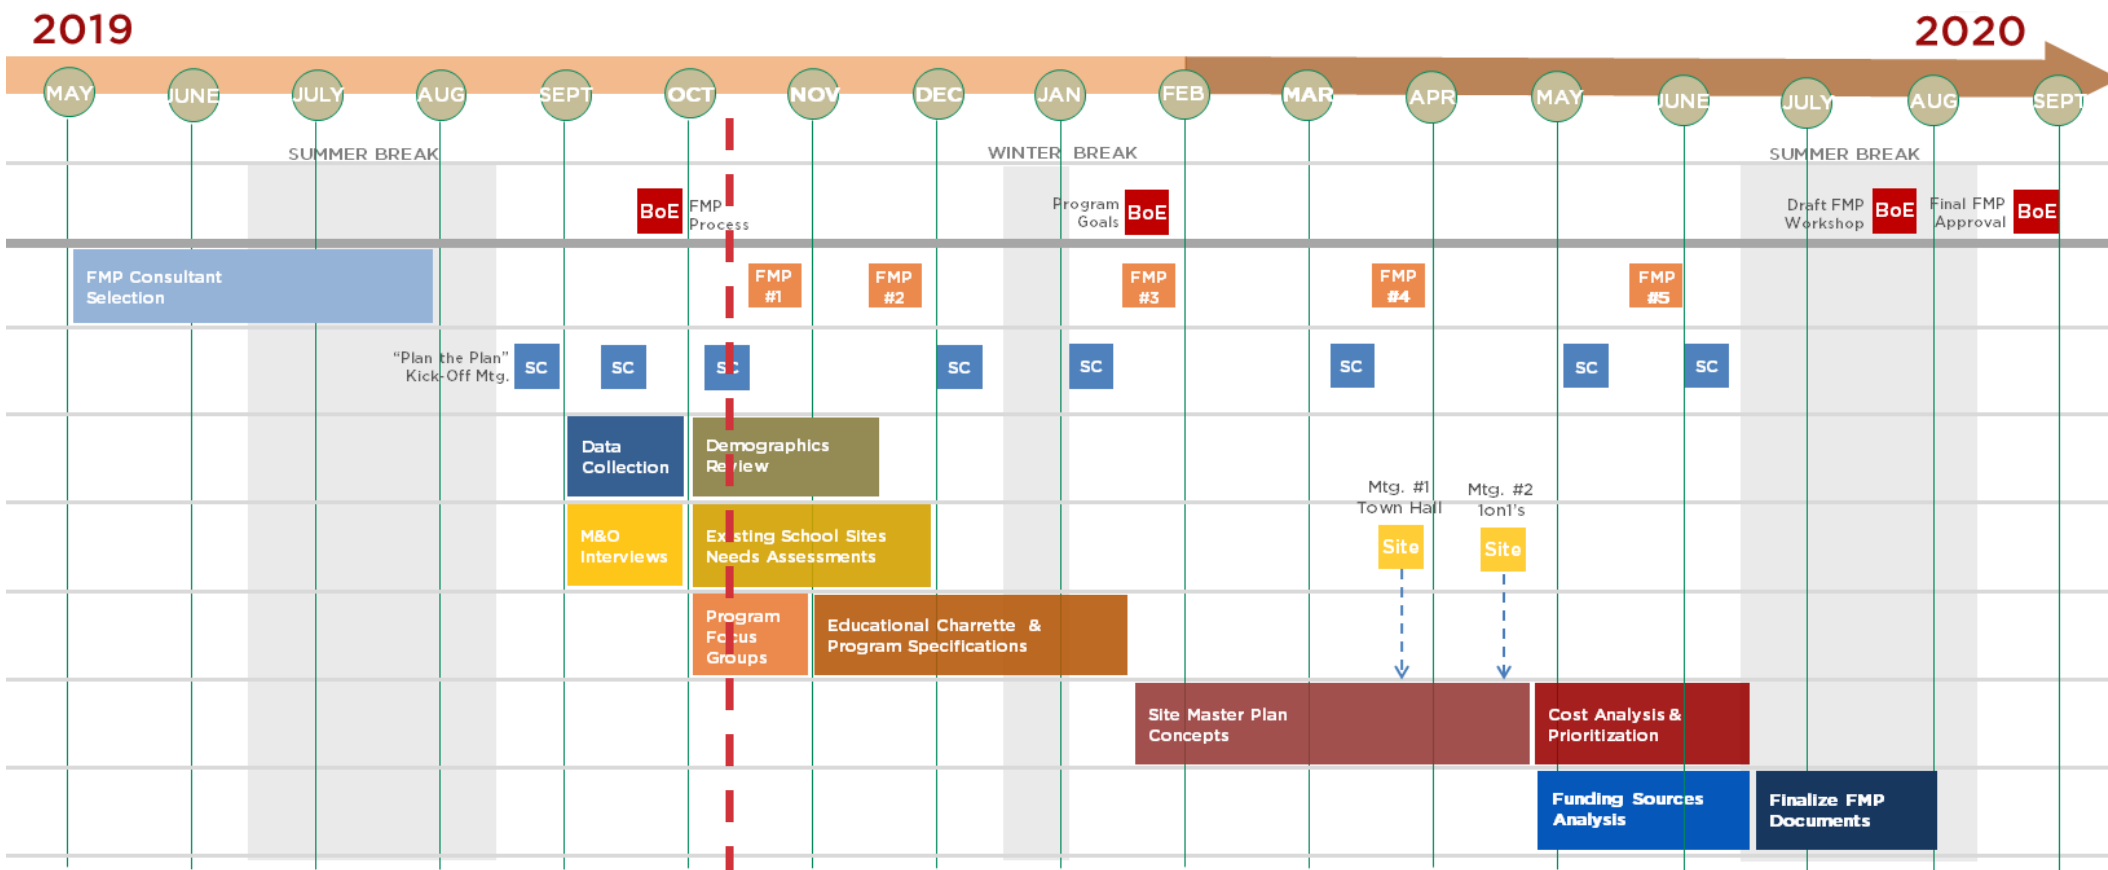 2019
2020
MAY
JUNE
JULY
AUG
SEPT
OCT
NOV
DEC
JAN
FEB
MAR
APR
MAY
JUNE
JULY
AUG
SEPT
SUMMER BREAK
WINTER BREAK
SUMMER BREAK
BoE
FMP
Process
Program
Goals
BoE
Draft FMP
Workshop
BoE
Final FMP
Approval
BoE
FMP Consultant
Selection
FMP
#1
FMP
#2
FMP
#3
FMP
#4
FMP
#5
“Plan the Plan”
Kick-Off Mtg.
SC
SC
SC
SC
SC
SC
SC
SC
Data
Collection
Demographics
Review
Mtg. #1
Town Hall
Mtg. #2
1on1's
M&O
Interviews
Existing School Sites
Needs Assessments
Site
Site
Program
Focus
Groups
Educational Charrette &
Program Specifications
Site Master Plan
Concepts
Cost Analysis &
Prioritization
Funding Sources
Analysis
Finalize FMP
Documents